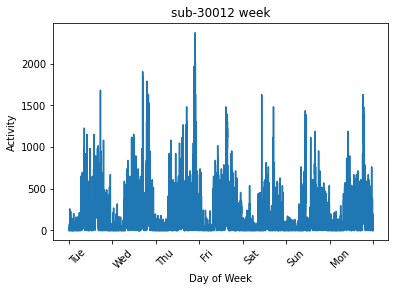 sub-30012 week
Activity
2000
1500
1000
500
0
Tue
Wed
Thu
Fri
Sat
Sun
Mon
Day of Week